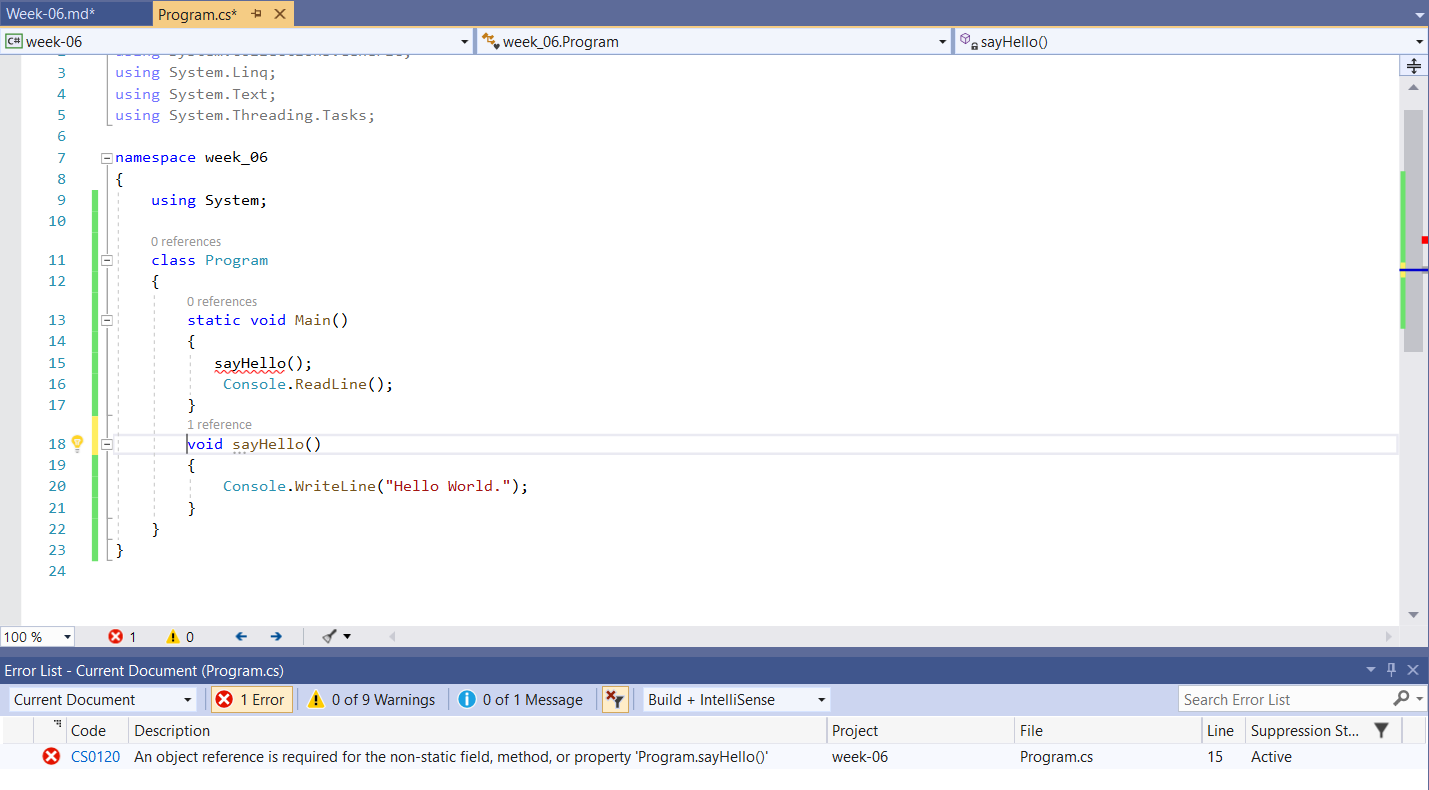 Week-06.md*
Program.cs*
C# week-06
week_06.Program
sayHello()
3 using System.Linq;
4 using System.Text;
5 using System.Threading.Tasks;
6
7 namespace week_06
8 {
9 using System;
10
0 references
11 class Program
12 {
0 references
13 static void Main()
14 {
15 sayHello();
16 Console.ReadLine();
17 }
1 reference
18 void sayHello()
19 {
20 Console.WriteLine("Hello World.");
21 }
22 }
23 }
24
100 %
1
0
Error List - Current Document (Program.cs)
Current Document
1 Error
0 of 9 Warnings
0 of 1 Message
Build + IntelliSense
Search Error List
Code Description Project File Line Suppression St...
CS0120 An object reference is required for the non-static field, method, or property 'Program.sayHello()' week-06 Program.cs 15 Active